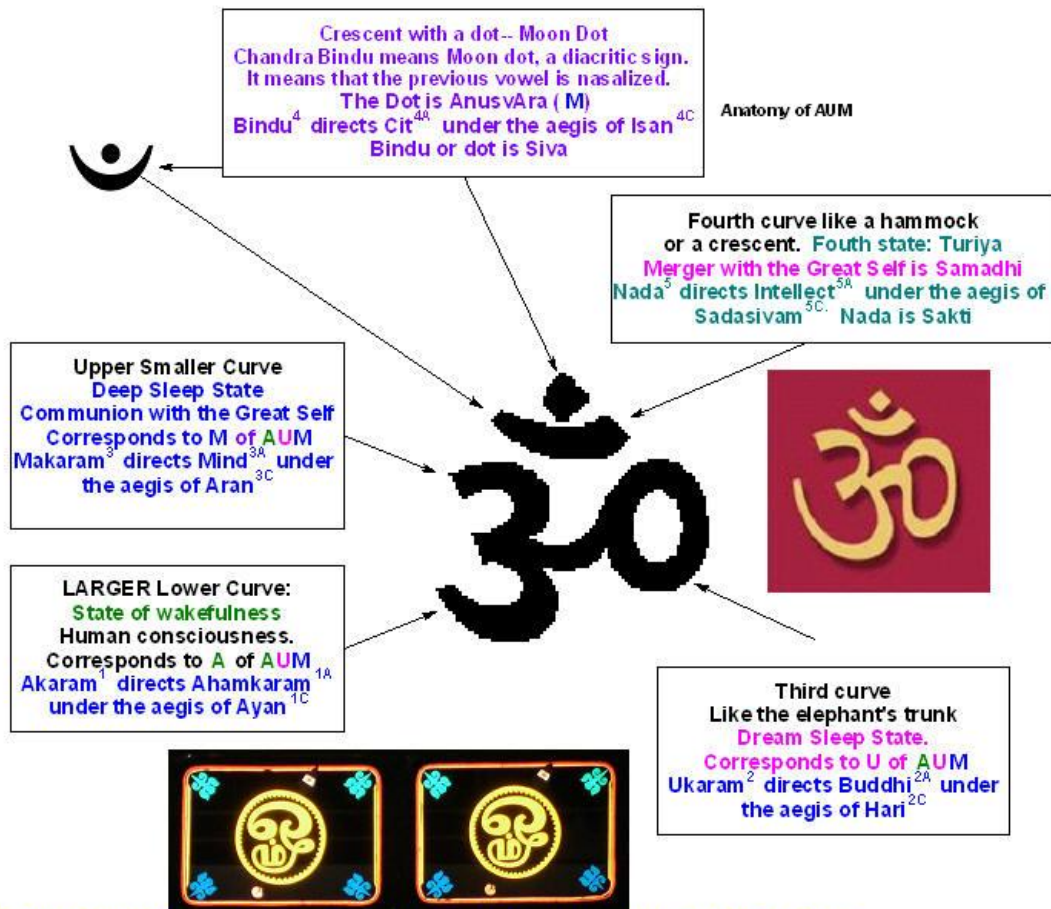 Crescent with a dot-- Moon Dot
Chandra Bindu means Moon dot, a diacritic sign.
It means that the previous vowel is nasalized.
The Dot is AnusvAra ( M)
Bindu4 directs Cit4A under the aegis of Isan4C
Bindu or dot is Siva
Anatomy of AUM
Fourth curve like a hammock
or a crescent. Fouth state: Turiya
Merger with the Great Self is Samadhi
Nada5 directs Intellect5A under the aegis of
Sadasivam5C. Nada is Sakti
Upper Smaller Curve
Deep Sleep State
Communion with the Great Self
Corresponds to M of AUM
Makaram3 directs Mind3A under
the aegis of Aran3C
ॐ
ॐ
LARGER Lower Curve:
State of wakefulness
Human consciousness.
Corresponds to A of AUM
Akaram1 directs Ahamkaram1A
under the aegis of Ayan1C
Third curve
Like the elephant's trunk
Dream Sleep State.
Corresponds to U of AUM
Ukaram2 directs Buddhi2A under
the aegis of Hari2C
ஓம்
ஓம்